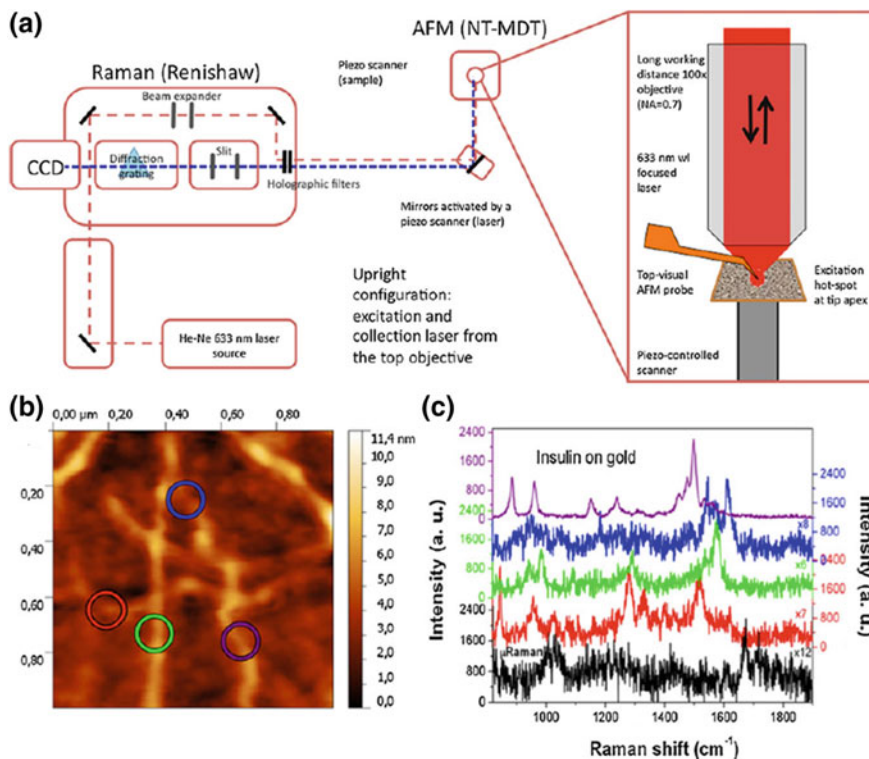 (a)
AFM (NT-MDT)
Raman (Renishaw)
Piezo scanner
(sample)
Beam expander
CCD
Diffraction
grating
Slit
Holographic filters
Mirrors activated by a
piezo scanner (laser)
He-Ne 633 nm laser
source
Upright
configuration:
excitation and
collection laser from
the top objective
Long working
distance 100x
objective
(NA=0.7)
633 nm wl
focused
laser
Top-visual
AFM probe
Excitation
hot-spot
at tip apex
Piezo-controlled
scanner
(b)
0,00 µm 0,20 0,40 0,60 0,80
0,20
0,40
0,60
0,80
11,4 nm
10,0
9,0
8,0
7,0
6,0
5,0
4,0
3,0
2,0
1,0
0,0
(c)
Insulin on gold
Intensity (a. u.)
2400
1600
800
0
1600
800
0
2400
1600
800
0
2400
1600
800
0
2400
1600
800
0
Intensity (a. u.)
x8
x6
x7
x12
µRaman
1000 1200 1400 1600 1800
Raman shift (cm-1)